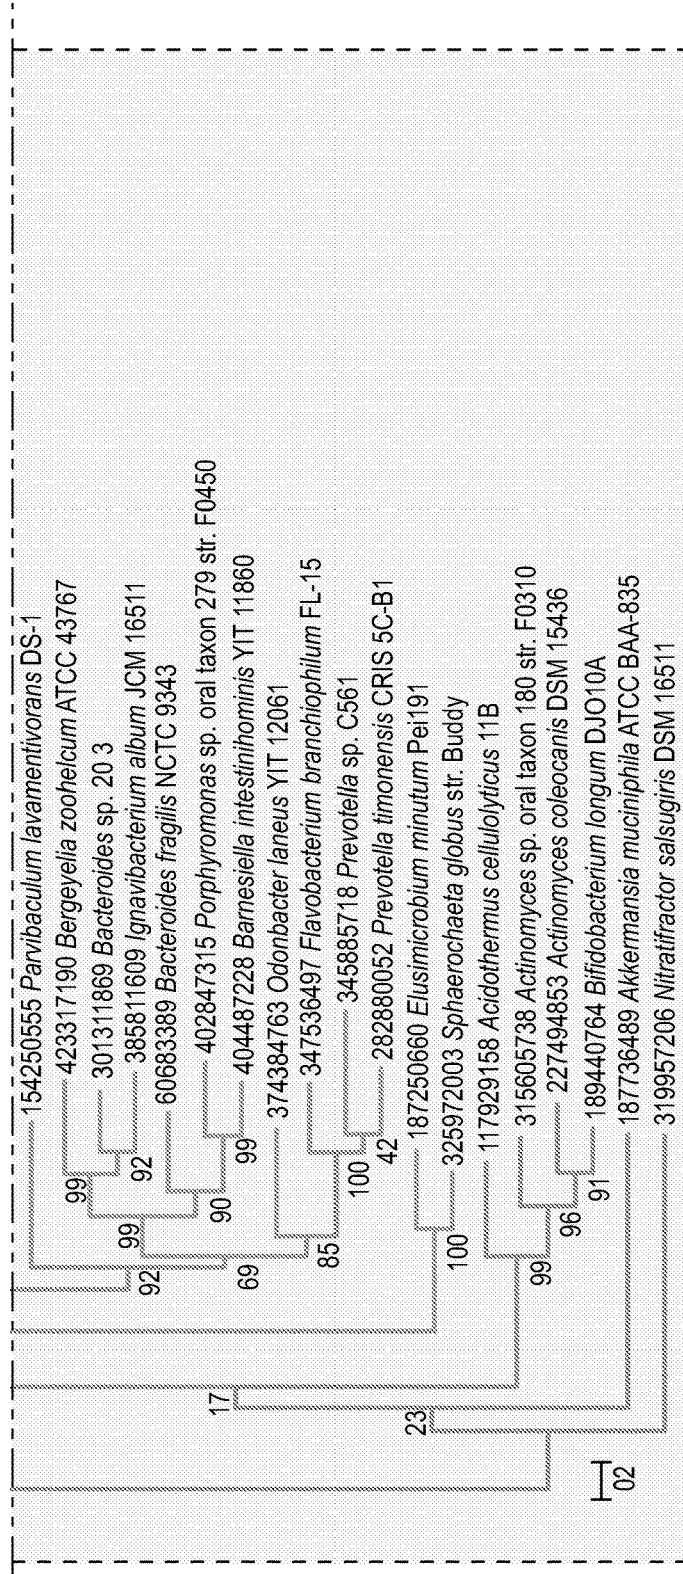 154250555 Parvibaculum lavamentivorans DS-1
423317190 Bergeyella zoohelcum ATCC 43767
301311869 Bacteroides sp. 20 3
385811609 Ignavibacterium album JCM 16511
60683389 Bacteroides fragilis NCTC 9343
402847315 Porphyromonas sp. oral taxon 279 str. F0450
404487228 Barnesiella intestinihominis YIT 11860
374384763 Odonbacter laneus YIT 12061
347536497 Flavobacterium branchiophilum FL-15
345885718 Prevotella sp. C561
282880052 Prevotella timonensis CRIS 5C-B1
187250660 Elusimicrobium minutum Pei191
325972003 Sphaerochaeta globus str. Buddy
117929158 Acidothermus cellulolyticus 11B
315605738 Actinomyces sp. oral taxon 180 str. F0310
227494853 Actinomyces coleocanis DSM 15436
189440764 Bifidobacterium longum DJO10A
187736489 Akkermansia muciniphila ATCC BAA-835
319957206 Nitratifractor salsugiris DSM 16511
99
92
99
90
99
92
69
85
100
42
100
99
96
91
17
23
02